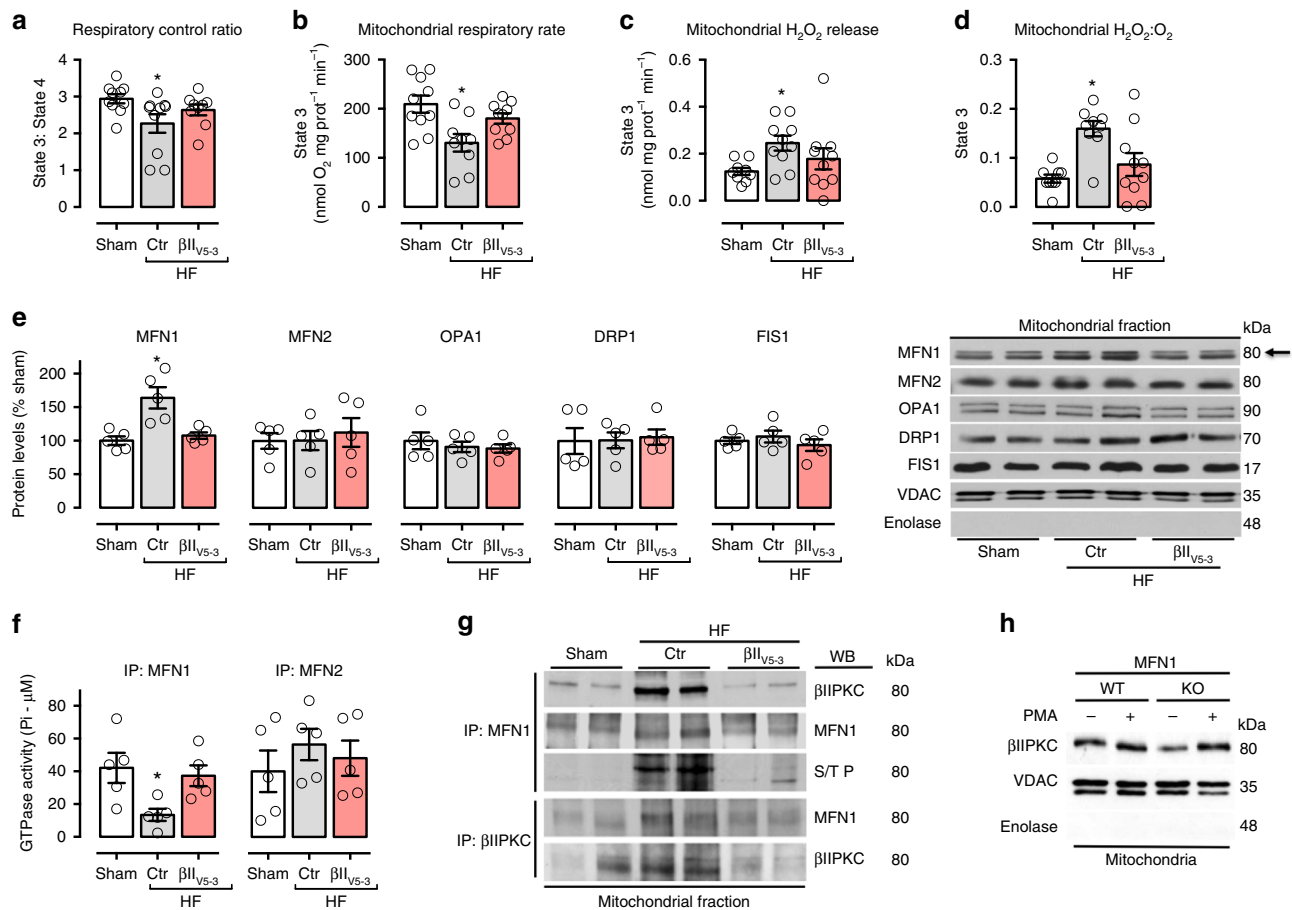 a
Respiratory control ratio
State 3: State 4
4
3
2
1
0
*
Sham Ctr βIIV5-3
HF
b
Mitochondrial respiratory rate
State 3
(nmol O2 mg prot−1 min−1)
300
200
100
0
*
Sham Ctr βIIV5-3
HF
c
Mitochondrial H2O2 release
State 3
(nmol mg prot−1 min−1)
0.6
0.4
0.2
0.0
*
Sham Ctr βIIV5-3
HF
d
Mitochondrial H2O2:O2
State 3
0.3
0.2
0.1
0.0
*
Sham Ctr βIIV5-3
HF
e
Protein levels (% sham)
200
150
100
50
0
MFN1
*
Sham Ctr βIIV5-3
HF
MFN2
Sham Ctr βIIV5-3
HF
OPA1
Sham Ctr βIIV5-3
HF
DRP1
Sham Ctr βIIV5-3
HF
FIS1
Sham Ctr βIIV5-3
HF
Mitochondrial fraction kDa
MFN1 80
MFN2 80
OPA1 90
DRP1 70
FIS1 17
VDAC 35
Enolase 48
Sham Ctr βIIV5-3
HF
f
GTPase activity (Pi - μM)
100
80
60
40
20
0
IP: MFN1
*
Sham Ctr βIIV5-3
HF
IP: MFN2
Sham Ctr βIIV5-3
HF
g
HF
Sham Ctr βIIV5-3 WB kDa
IP: MFN1
βIIPKC 80
MFN1 80
S/T P 80
IP: βIIPKC
MFN1 80
βIIPKC 80
Mitochondrial fraction
h
MFN1
WT KO
PMA − + − + kDa
βIIPKC 80
VDAC 35
Enolase 48
Mitochondria